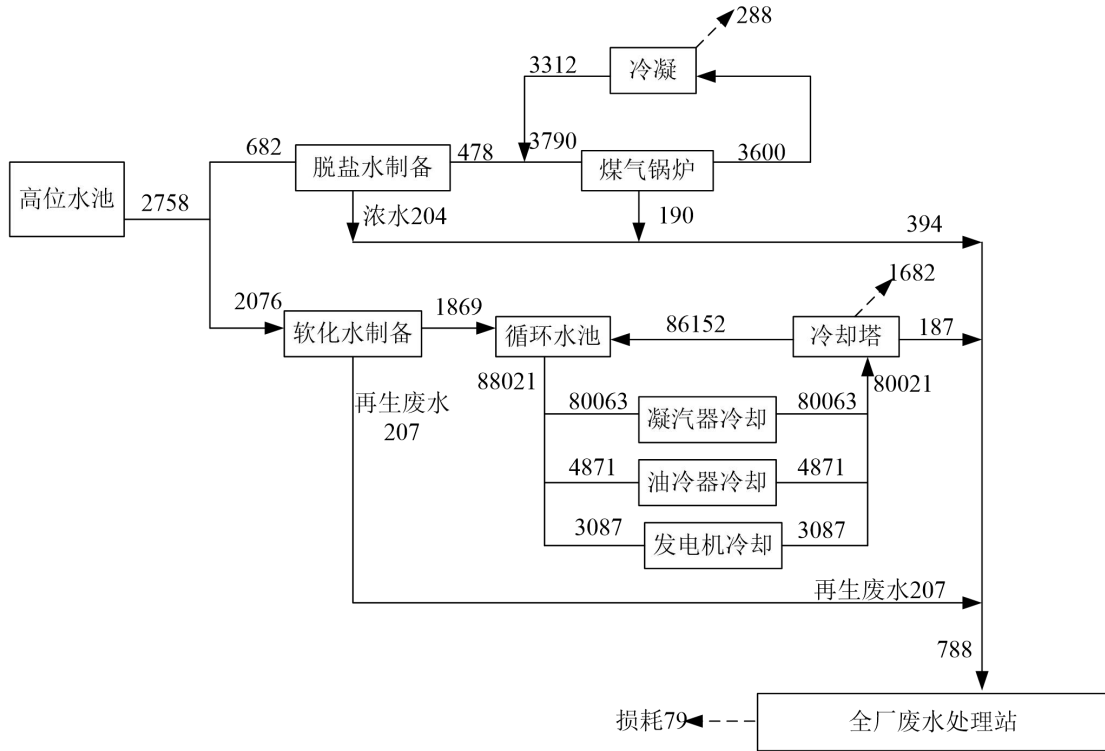 288
3312
冷凝
682
脱盐水制备
478
3790
煤气锅炉
3600
高位水池
2758
浓水204
190
394
1682
2076
软化水制备
1869
循环水池
86152
冷却塔
187
88021
80021
再生废水
207
80063
凝汽器冷却
80063
4871
油冷器冷却
4871
3087
发电机冷却
3087
再生废水207
788
损耗79
全厂废水处理站